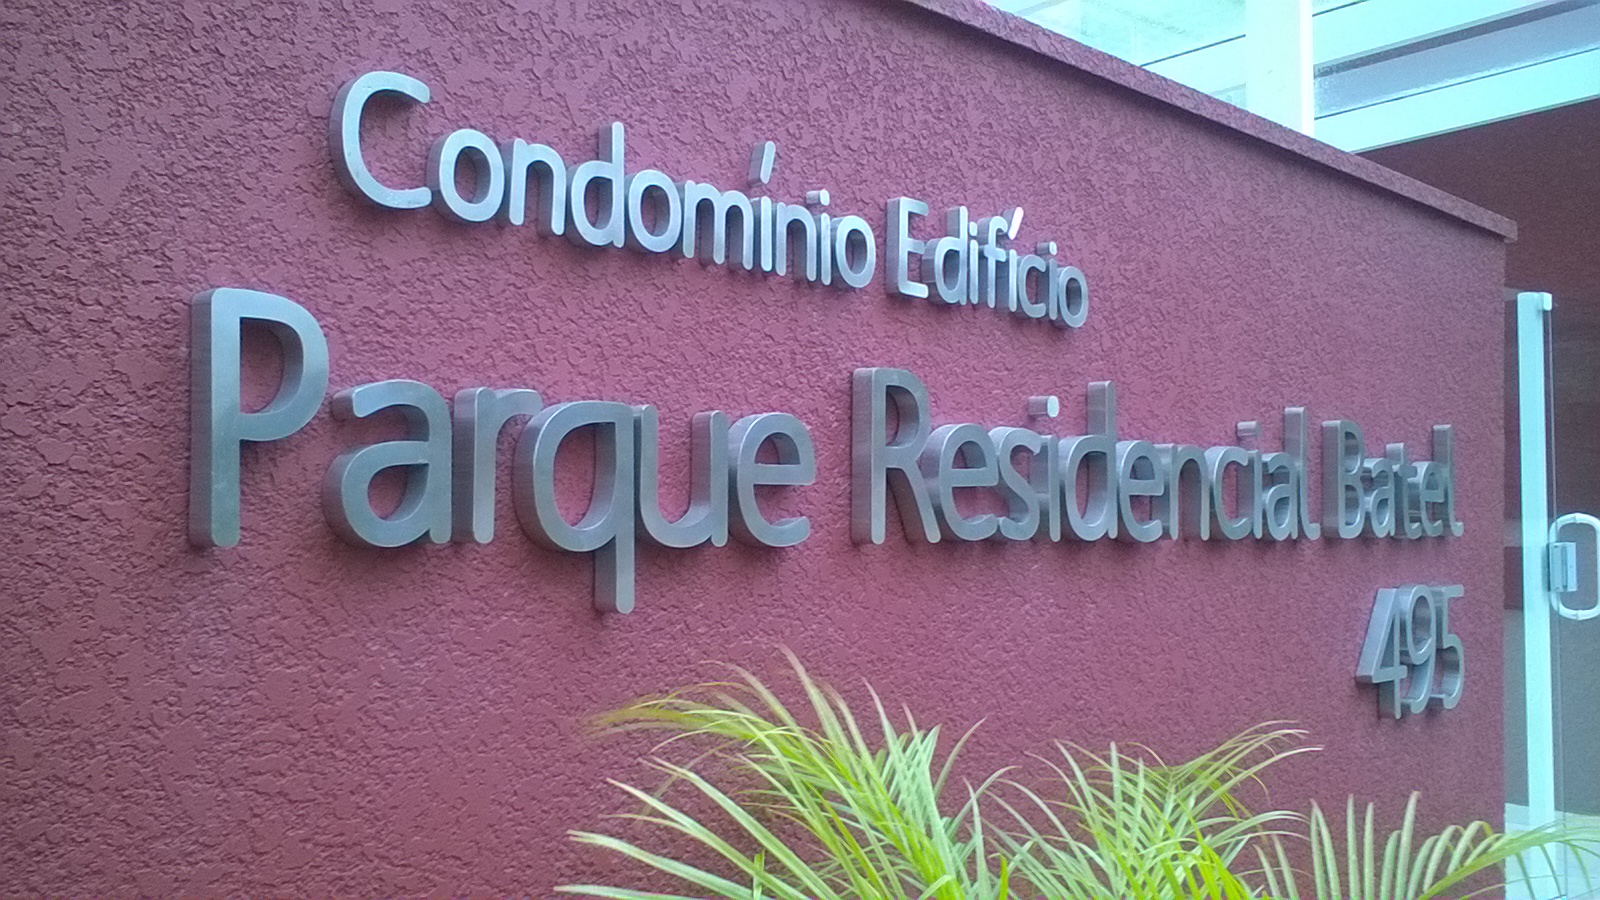 Condomínio Edifício
Parque Residencial Batel
495